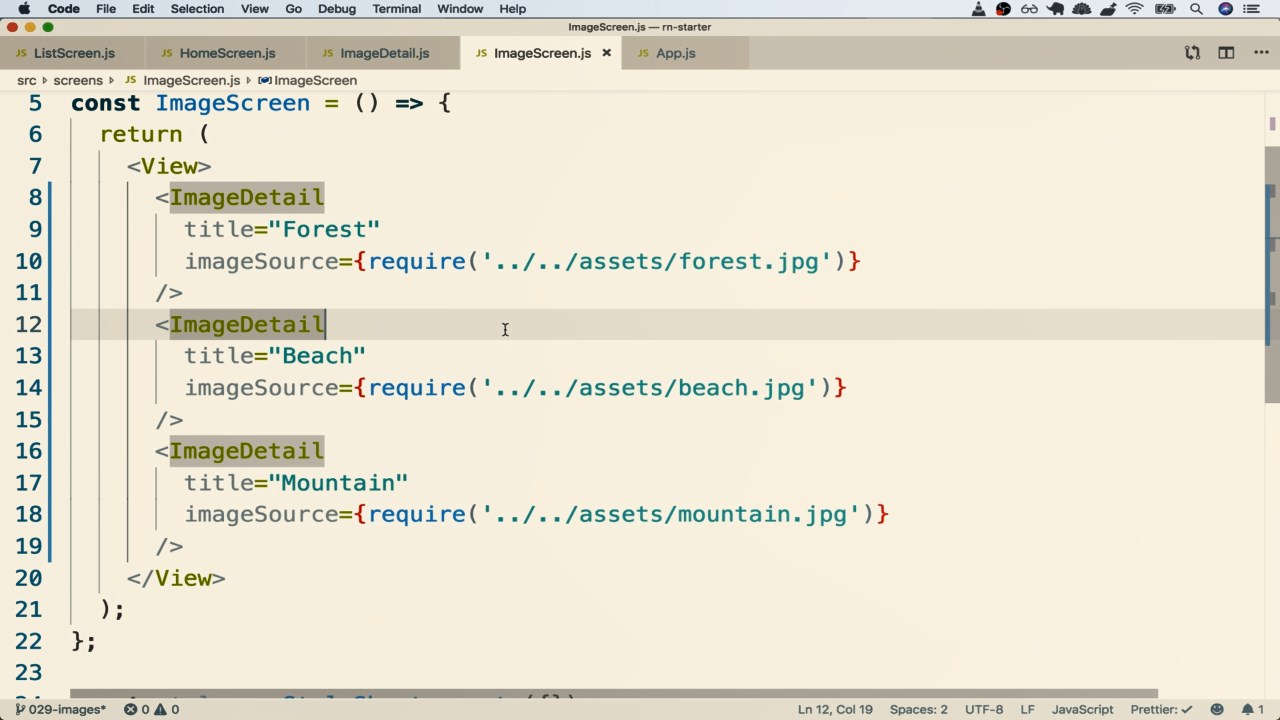 Code File Edit Selection View Go Debug Terminal Window Help
ImageScreen.js — rn-starter
JS ListScreen.js JS HomeScreen.js JS ImageDetail.js JS ImageScreen.js × JS App.js
src screens JS ImageScreen.js ImageScreen
5 const ImageScreen = () => {
6 return (
7 <View>
8 <ImageDetail
9 title="Forest"
10 imageSource={require('../../assets/forest.jpg')}
11 />
12 <ImageDetail
13 title="Beach"
14 imageSource={require('../../assets/beach.jpg')}
15 />
16 <ImageDetail
17 title="Mountain"
18 imageSource={require('../../assets/mountain.jpg')}
19 />
20 </View>
21 );
22 };
23
029-images* 0 0 Ln 12, Col 19 Spaces: 2 UTF-8 LF JavaScript Prettier: ✓ 1